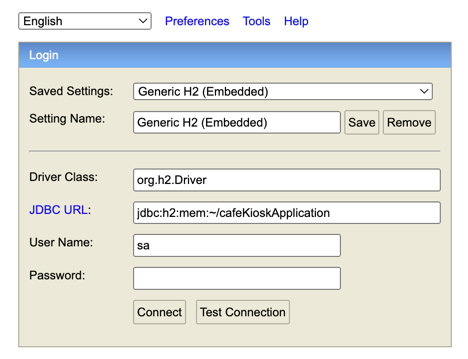 English Preferences Tools Help
Login
Saved Settings: Generic H2 (Embedded)
Setting Name: Generic H2 (Embedded) Save Remove
Driver Class: org.h2.Driver
JDBC URL: jdbc:h2:mem:~/cafeKioskApplication
User Name: sa
Password:
Connect Test Connection